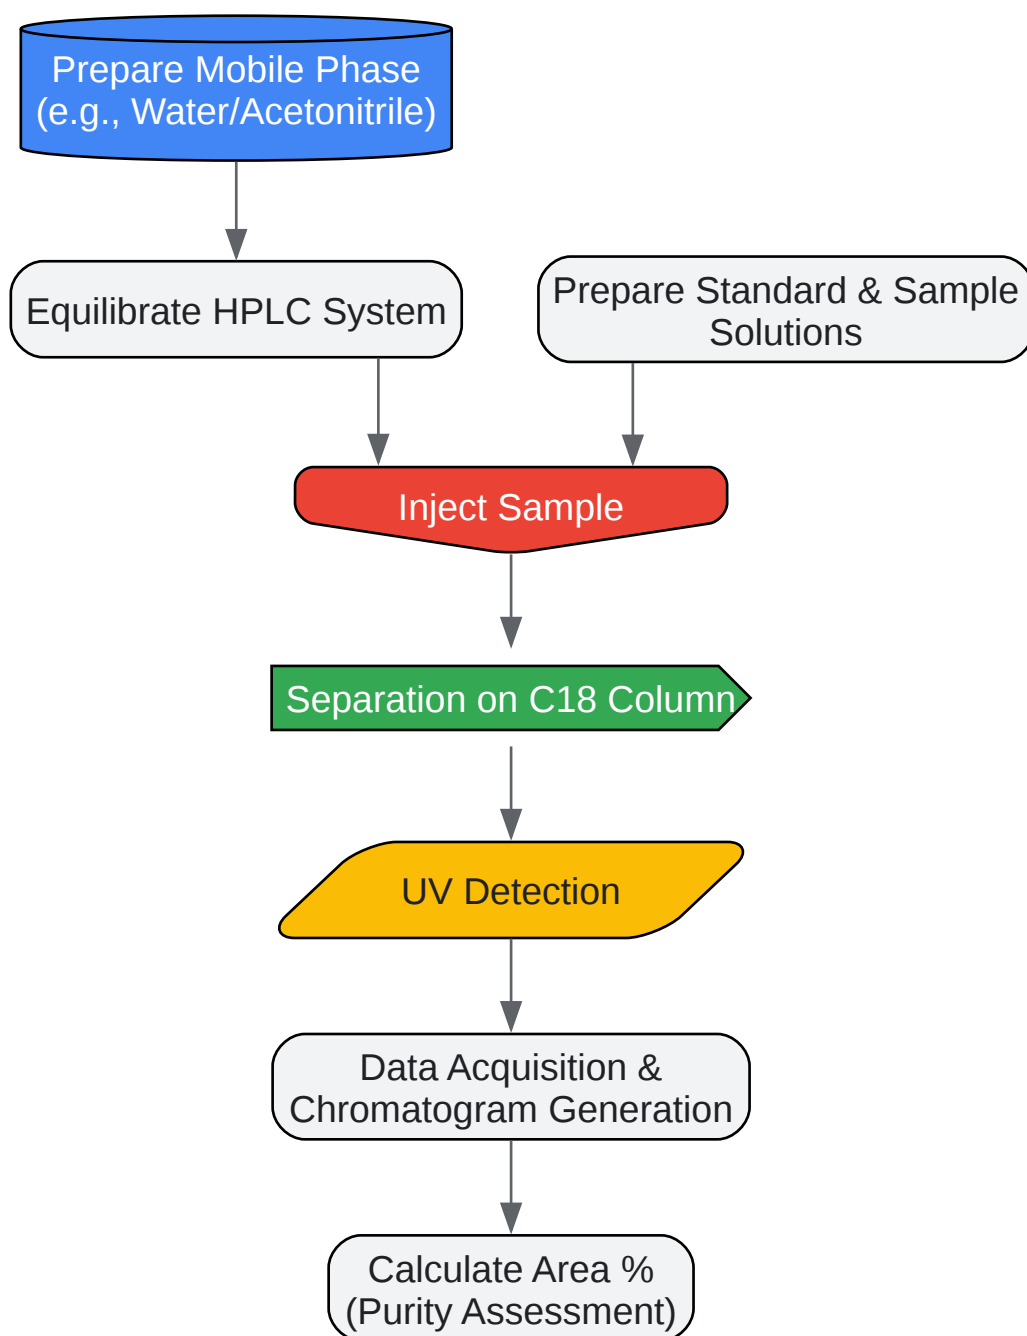 Prepare Mobile Phase
(e.g., Water/Acetonitrile)
Equilibrate HPLC System
Prepare Standard & Sample
Solutions
Inject Sample
Separation on C18 Column
UV Detection
Data Acquisition &
Chromatogram Generation
Calculate Area %
(Purity Assessment)